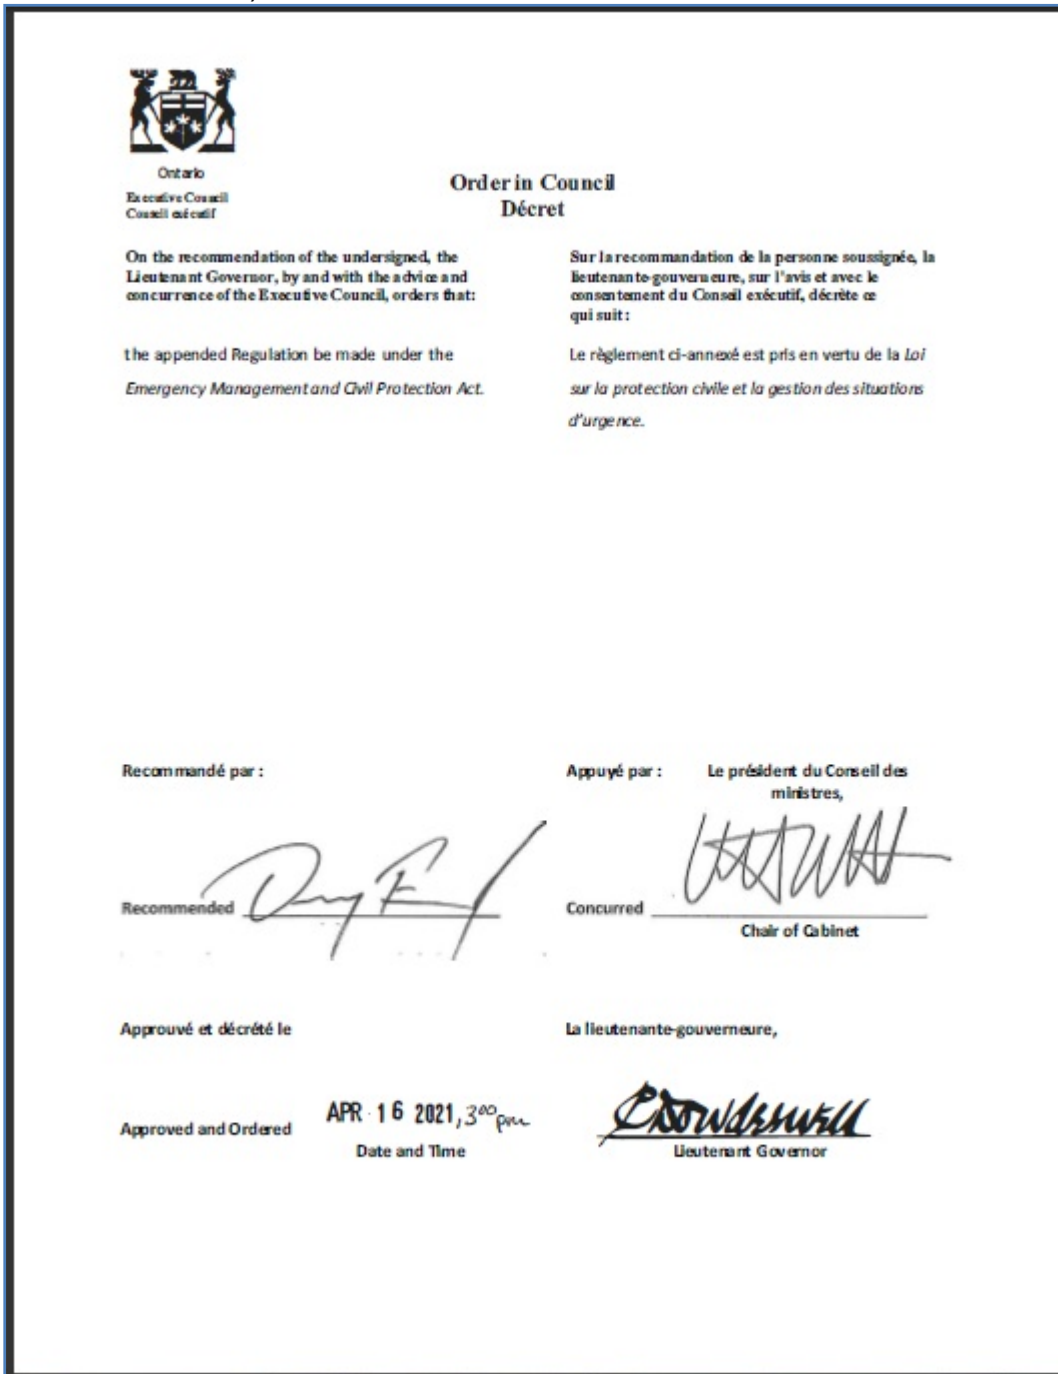 Ontario
Executive Council
Conseil exécutif
Order in Council
Décret
On the recommendation of the undersigned, the
Lieutenant Governor, by and with the advice and
concurrence of the Executive Council, orders that:
Sur la recommandation de la personne soussignée, la
lieutenante-gouverneure, sur l'avis et avec le
consentement du Conseil exécutif, décrète ce
qui suit :
the appended Regulation be made under the
Emergency Management and Civil Protection Act.
Le règlement ci-annexé est pris en vertu de la Loi
sur la protection civile et la gestion des situations
d'urgence.
Recommandé par :
Appuyé par :
Le président du Conseil des
ministres,
Recommended
Concurred
Chair of Cabinet
Approuvé et décrété le
La lieutenante-gouverneure,
Approved and Ordered
APR 16 2021, 3⁰⁰ pm
Date and Time
EDowdeswell
Lieutenant Governor